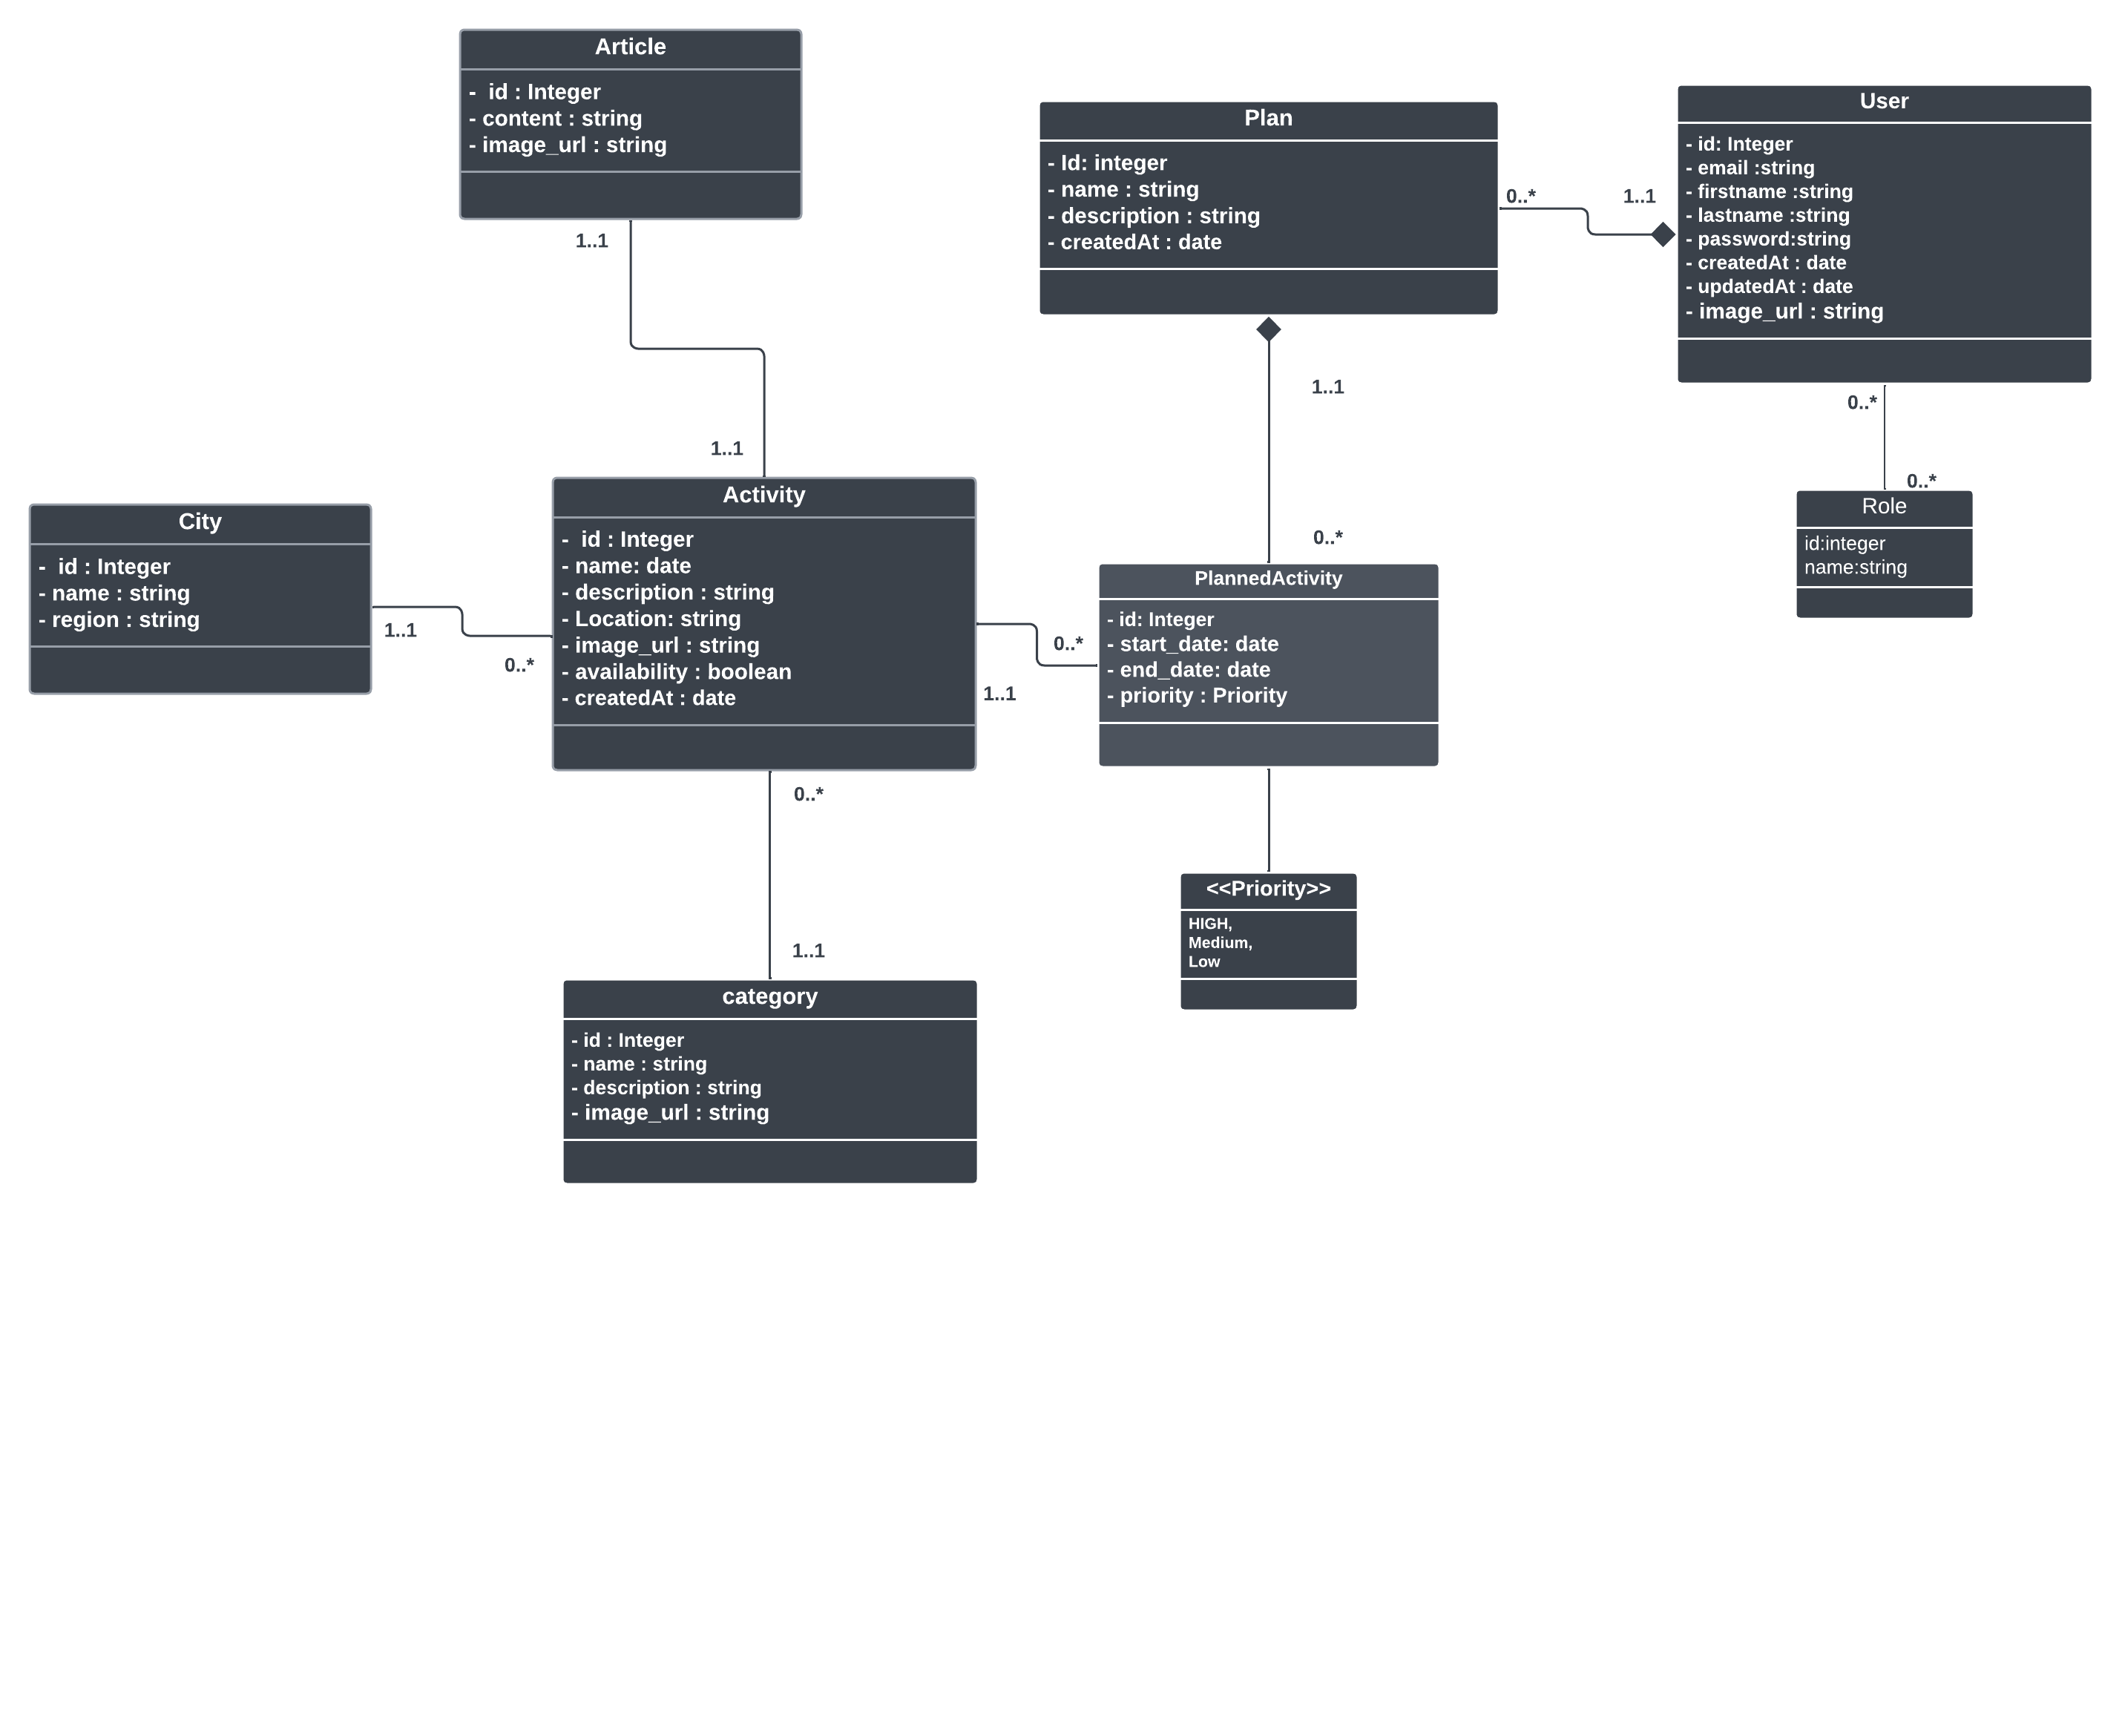 Article
-  id : Integer
- content : string
- image_url : string
1..1
Plan
- Id: integer
- name : string
- description : string
- createdAt : date
0..*
1..1
User
- id: Integer
- email :string
- firstname :string
- lastname :string
- password:string
- createdAt : date
- updatedAt : date
- image_url : string
1..1
0..*
0..*
Role
id:integer
name:string
1..1
City
-  id : Integer
- name : string
- region : string
1..1
0..*
Activity
-  id : Integer
- name: date
- description : string
- Location: string
- image_url : string
- availability : boolean
- createdAt : date
0..*
1..1
0..*
PlannedActivity
- id: Integer
- start_date: date
- end_date: date
- priority : Priority
0..*
1..1
<<Priority>>
HIGH,
Medium,
Low
category
- id : Integer
- name : string
- description : string
- image_url : string